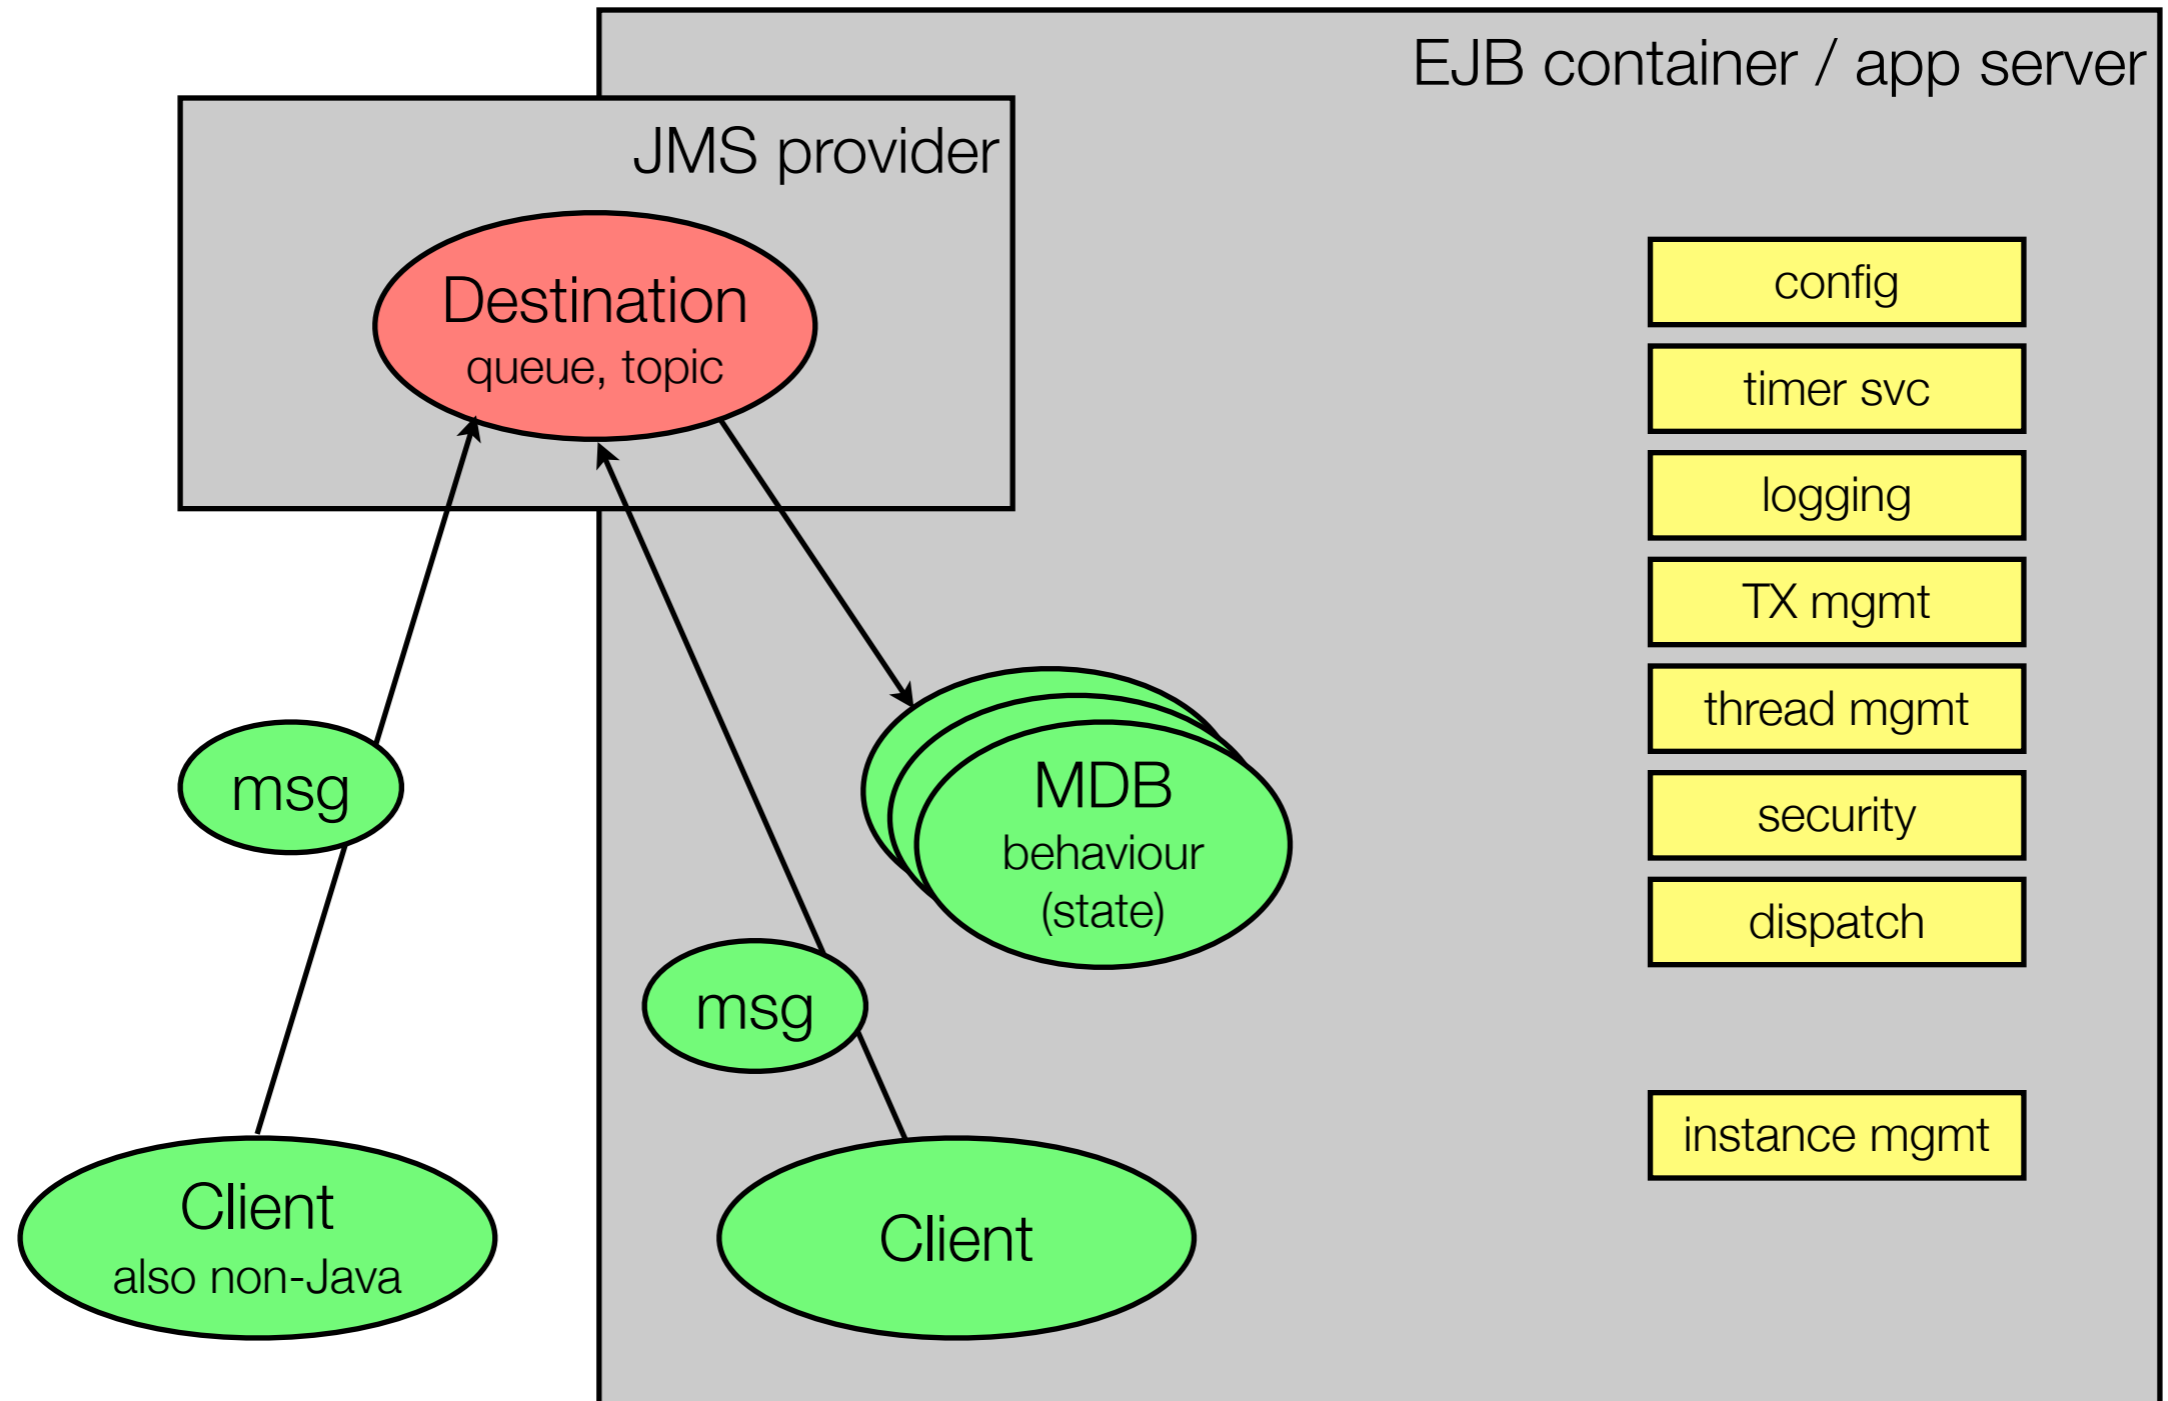 EJB container / app server
JMS provider
Destination
queue, topic
config
timer svc
logging
TX mgmt
thread mgmt
security
dispatch
instance mgmt
msg
MDB
behaviour
(state)
msg
Client
also non-Java
Client